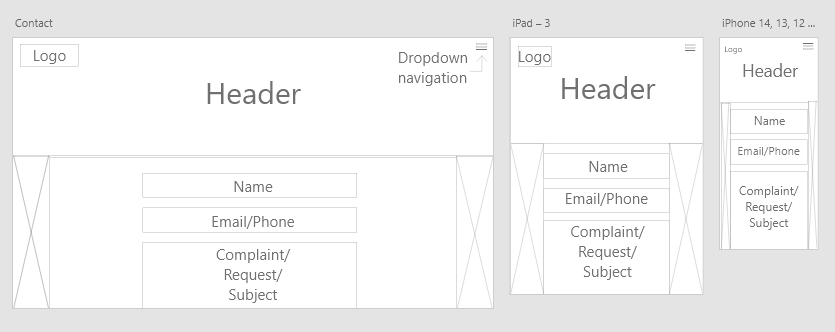 Contact
Logo
Dropdown
navigation
Header
Name
Email/Phone
Complaint/
Request/
Subject
iPad – 3
Logo
Header
Name
Email/Phone
Complaint/
Request/
Subject
iPhone 14, 13, 12 ...
Logo
Header
Name
Email/Phone
Complaint/
Request/
Subject